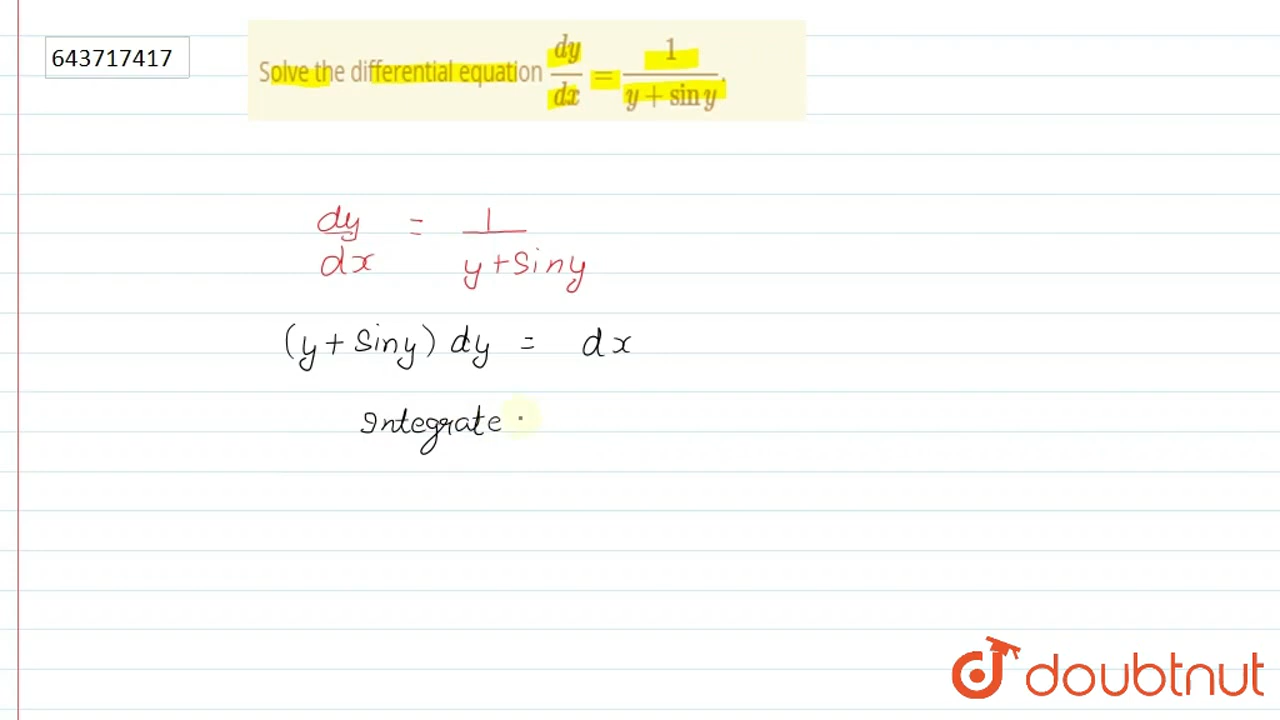 643717417
Solve the differential equation dy/dx = 1/(y + sin y).
dy/dx = 1/(y + Siny)
(y + Siny) dy = dx
Integrate
doubtnut